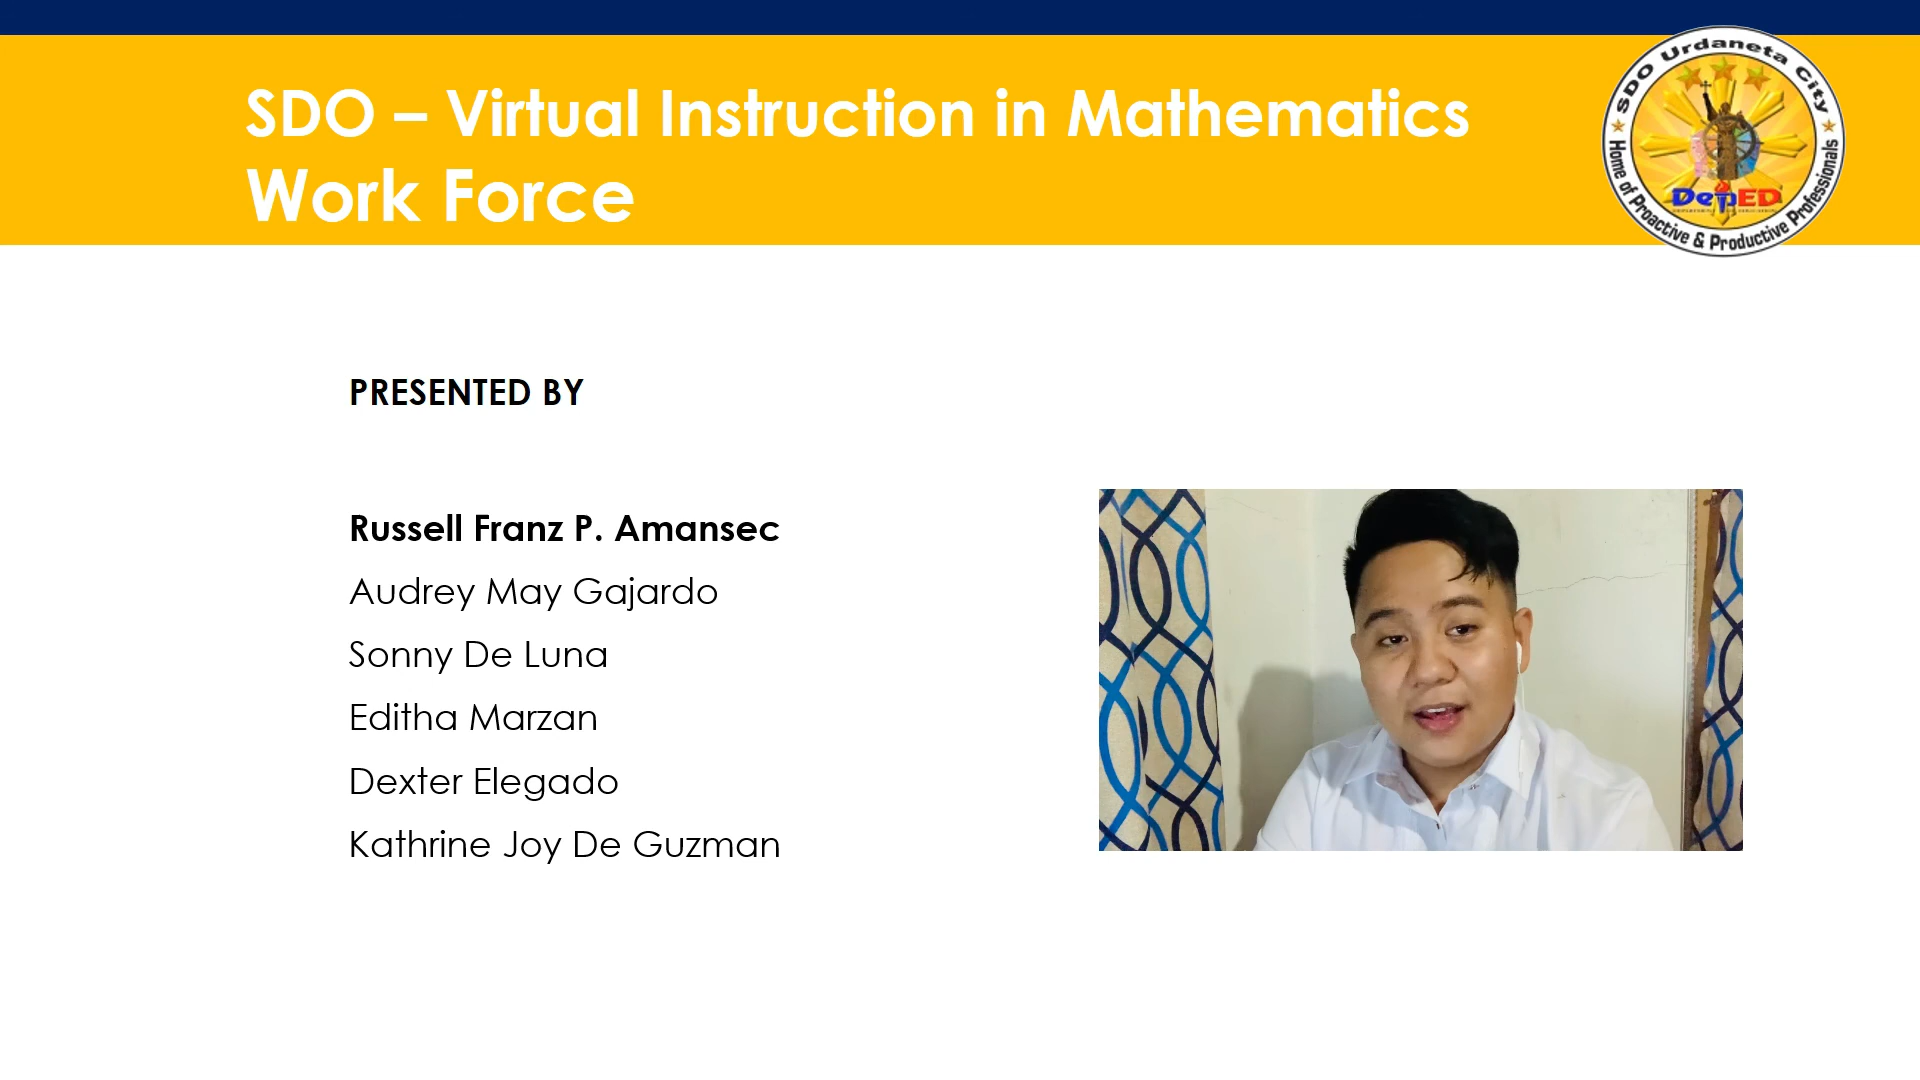 SDO – Virtual Instruction in Mathematics
Work Force
SDO Urdaneta City
Home of Proactive & Productive Professionals
DepED
PRESENTED BY
Russell Franz P. Amansec
Audrey May Gajardo
Sonny De Luna
Editha Marzan
Dexter Elegado
Kathrine Joy De Guzman